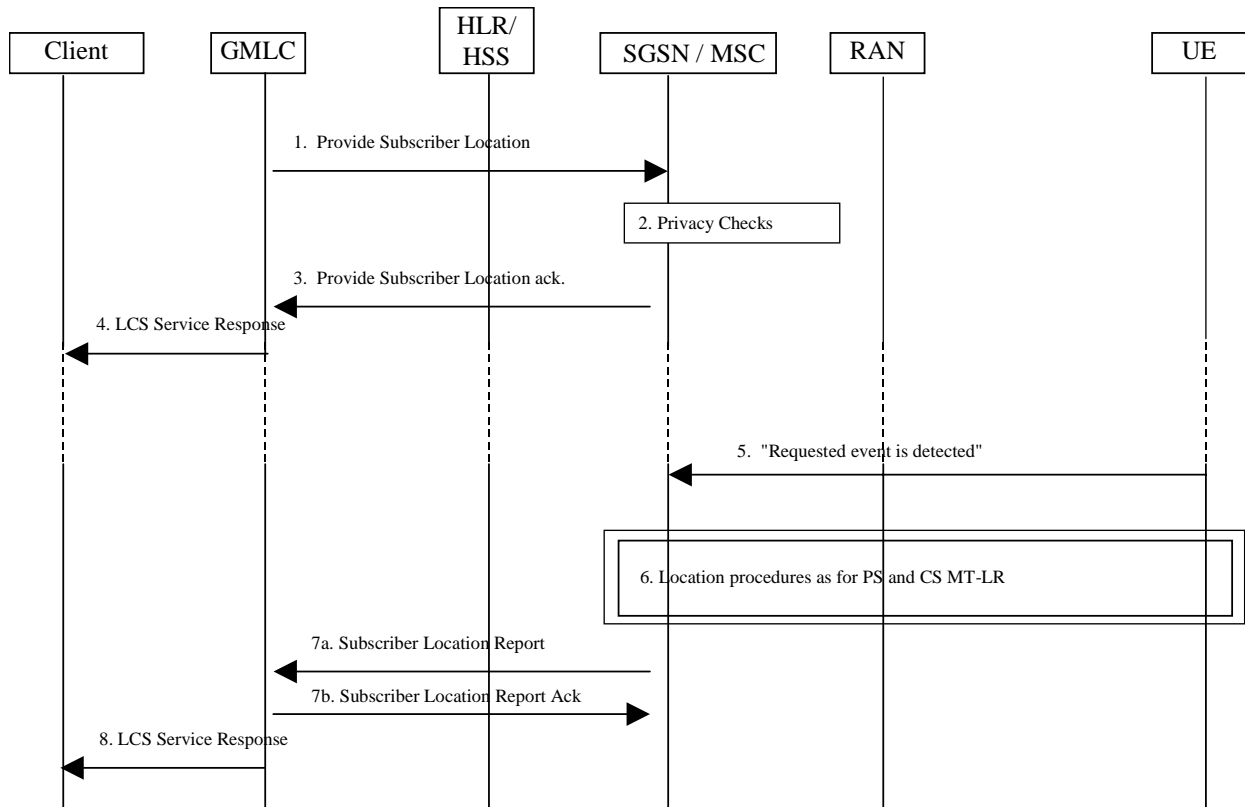 Client
GMLC
HLR/
HSS
SGSN / MSC
RAN
UE
1. Provide Subscriber Location
2. Privacy Checks
3. Provide Subscriber Location ack.
4. LCS Service Response
5. "Requested event is detected"
6. Location procedures as for PS and CS MT-LR
7a. Subscriber Location Report
7b. Subscriber Location Report Ack
8. LCS Service Response